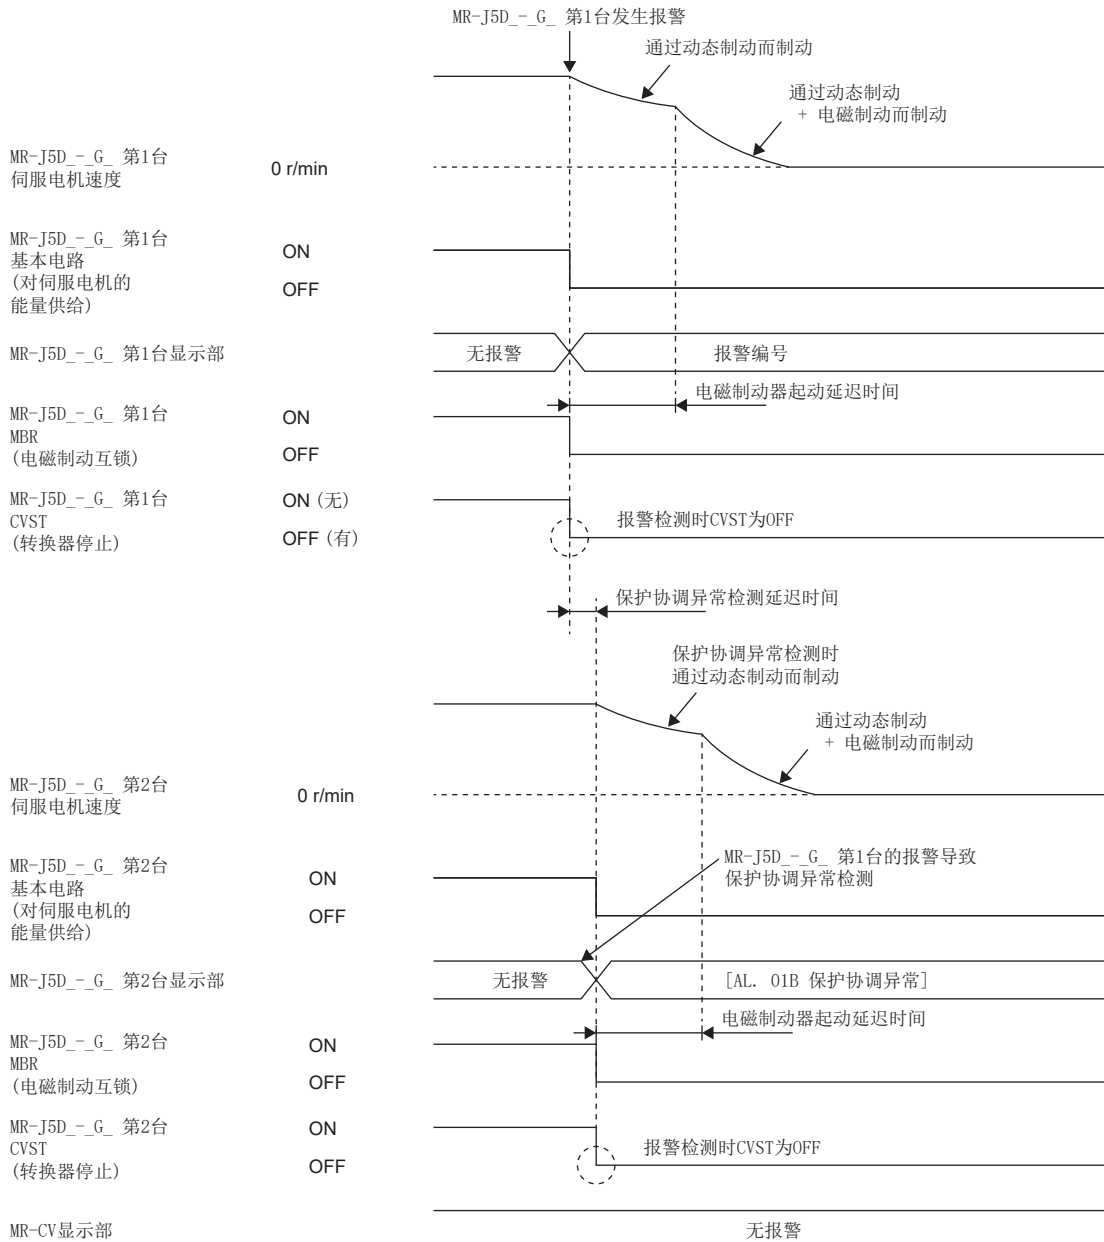 MR-J5D_-_G_ 第1台发生报警
通过动态制动而制动
通过动态制动
+ 电磁制动而制动
MR-J5D_-_G_ 第1台
伺服电机速度
0 r/min
MR-J5D_-_G_ 第1台
基本电路
(对伺服电机的
能量供给)
ON
OFF
MR-J5D_-_G_ 第1台显示部
无报警
报警编号
电磁制动器起动延迟时间
MR-J5D_-_G_ 第1台
MBR
(电磁制动互锁)
ON
OFF
MR-J5D_-_G_ 第1台
CVST
(转换器停止)
ON (无)
OFF (有)
报警检测时CVST为OFF
保护协调异常检测延迟时间
保护协调异常检测时
通过动态制动而制动
通过动态制动
+ 电磁制动而制动
MR-J5D_-_G_ 第2台
伺服电机速度
0 r/min
MR-J5D_-_G_ 第2台
基本电路
(对伺服电机的
能量供给)
ON
OFF
MR-J5D_-_G_ 第1台的报警导致
保护协调异常检测
MR-J5D_-_G_ 第2台显示部
无报警
[AL. 01B 保护协调异常]
电磁制动器起动延迟时间
MR-J5D_-_G_ 第2台
MBR
(电磁制动互锁)
ON
OFF
MR-J5D_-_G_ 第2台
CVST
(转换器停止)
ON
OFF
报警检测时CVST为OFF
MR-CV显示部
无报警